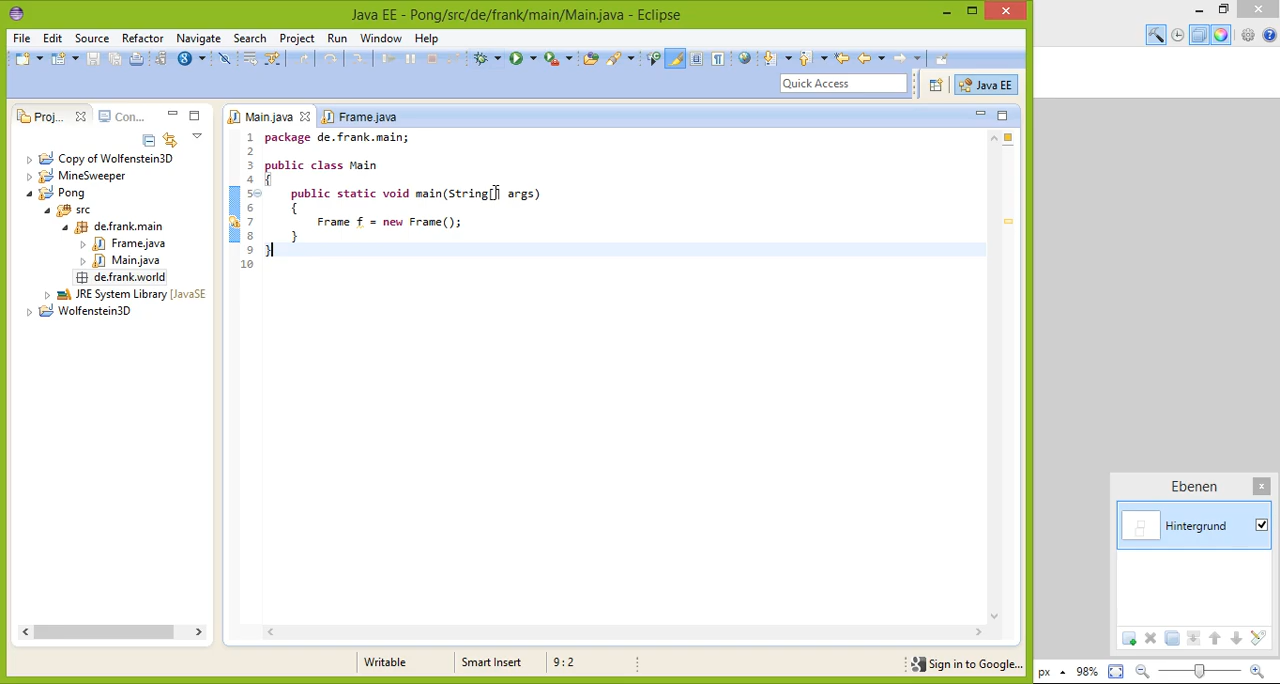 Java EE - Pong/src/de/frank/main/Main.java - Eclipse
File Edit Source Refactor Navigate Search Project Run Window Help
Quick Access
Java EE
Proj...
Con...
Main.java
Frame.java
Copy of Wolfenstein3D
MineSweeper
Pong
src
de.frank.main
Frame.java
Main.java
de.frank.world
JRE System Library [JavaSE
Wolfenstein3D
1 package de.frank.main;
2
3 public class Main
4 {
5 public static void main(String[] args)
6 {
7 Frame f = new Frame();
8 }
9 }
10
Writable
Smart Insert
9 : 2
Sign in to Google...
Ebenen
Hintergrund
px
98%